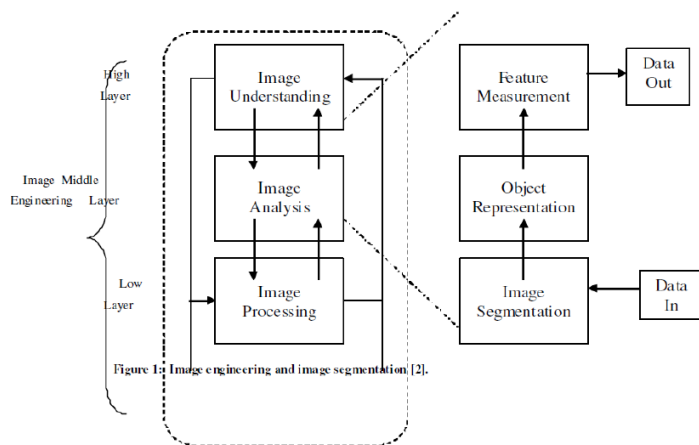 High
Layer
Image
Understanding
Feature
Measurement
Data
Out
Image Middle
Engineering Layer
Image
Analysis
Object
Representation
Low
Layer
Image
Processing
Image
Segmentation
Data
In
Figure 1: Image engineering and image segmentation [2].